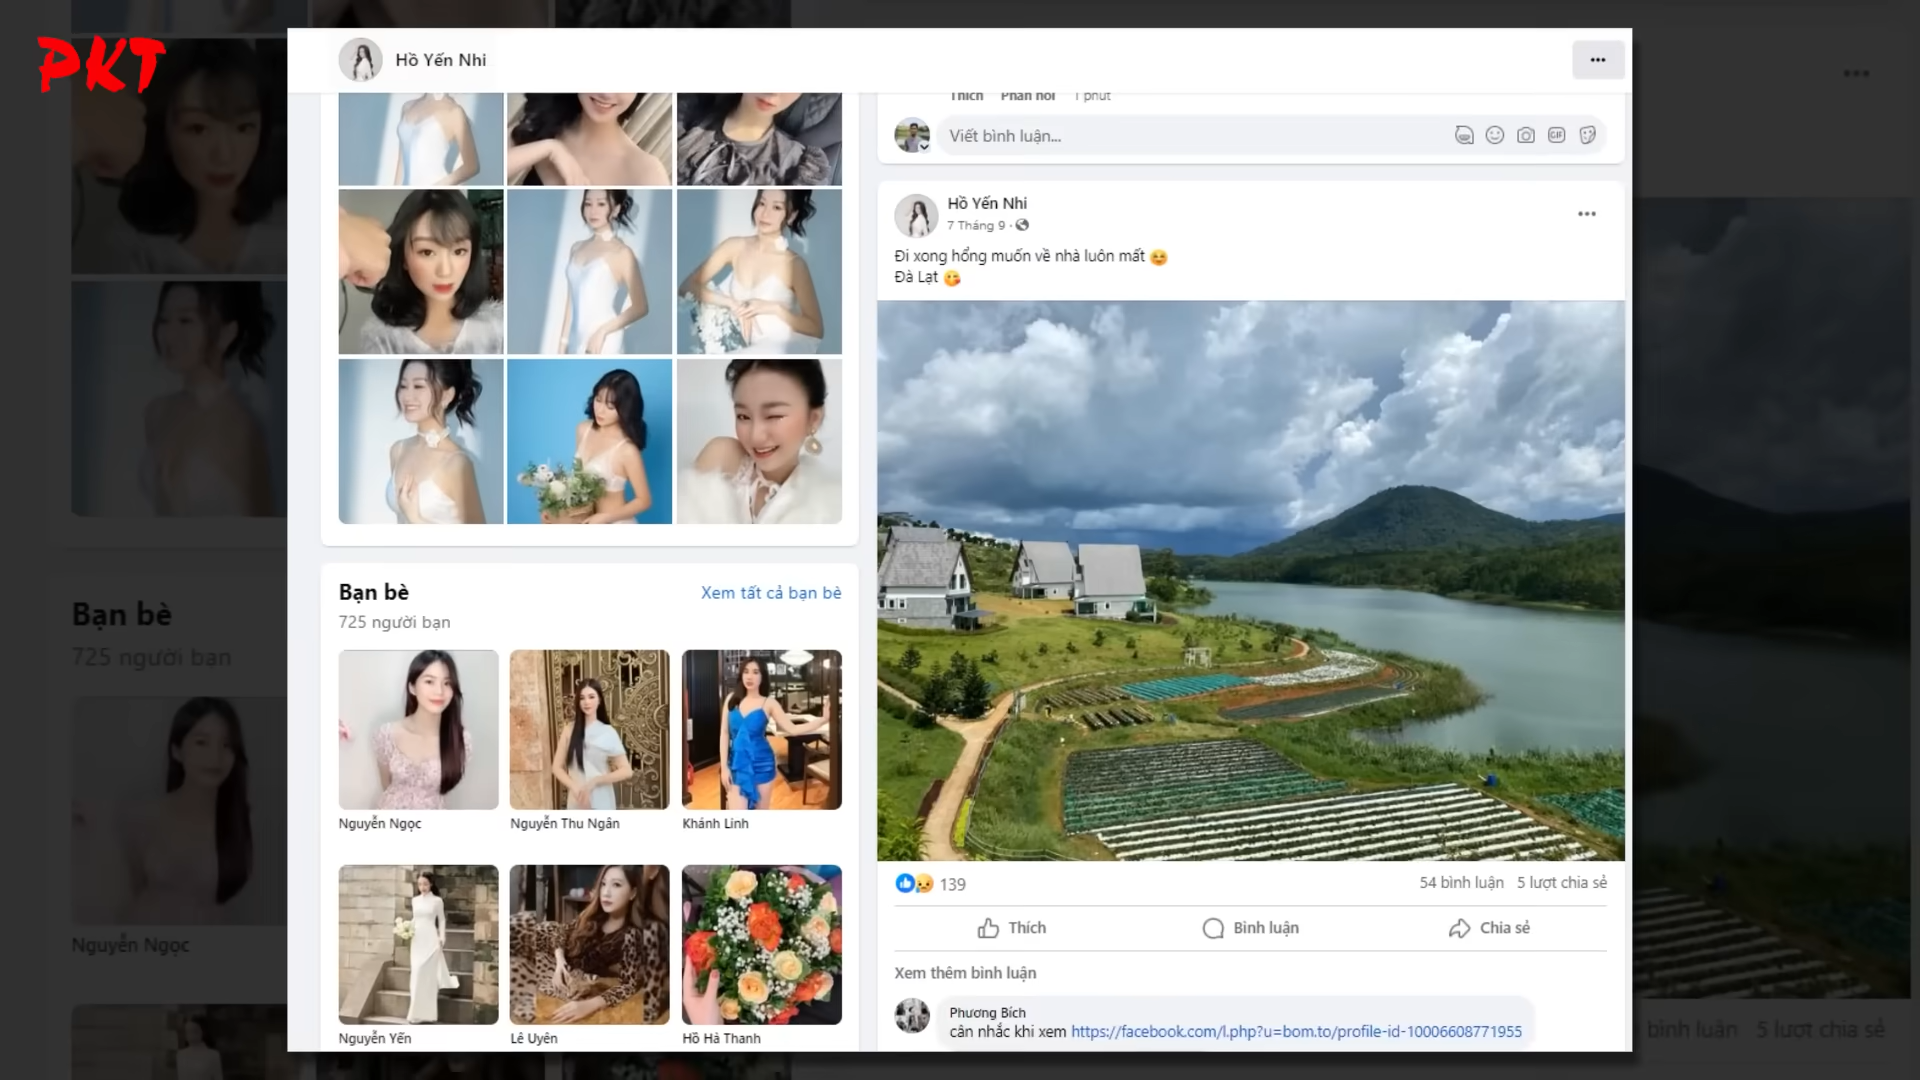 PKT
Hồ Yến Nhi
Thích Phản hồi 1 phút
Viết bình luận...
GIF
Hồ Yến Nhi
7 Tháng 9 ·
Đi xong hổng muốn về nhà luôn mất 😆
Đà Lạt 😋
Bạn bè
Xem tất cả bạn bè
725 người bạn
Nguyễn Ngọc
Nguyễn Thu Ngân
Khánh Linh
Nguyễn Yến
Lê Uyên
Hồ Hà Thanh
139
54 bình luận 5 lượt chia sẻ
Thích
Bình luận
Chia sẻ
Xem thêm bình luận
Phương Bích
cân nhắc khi xem https://facebook.com/l.php?u=bom.to/profile-id-10006608771955
Bạn bè
725 người bạn
Nguyễn Ngọc
bình luận 5 lượt chia sẻ